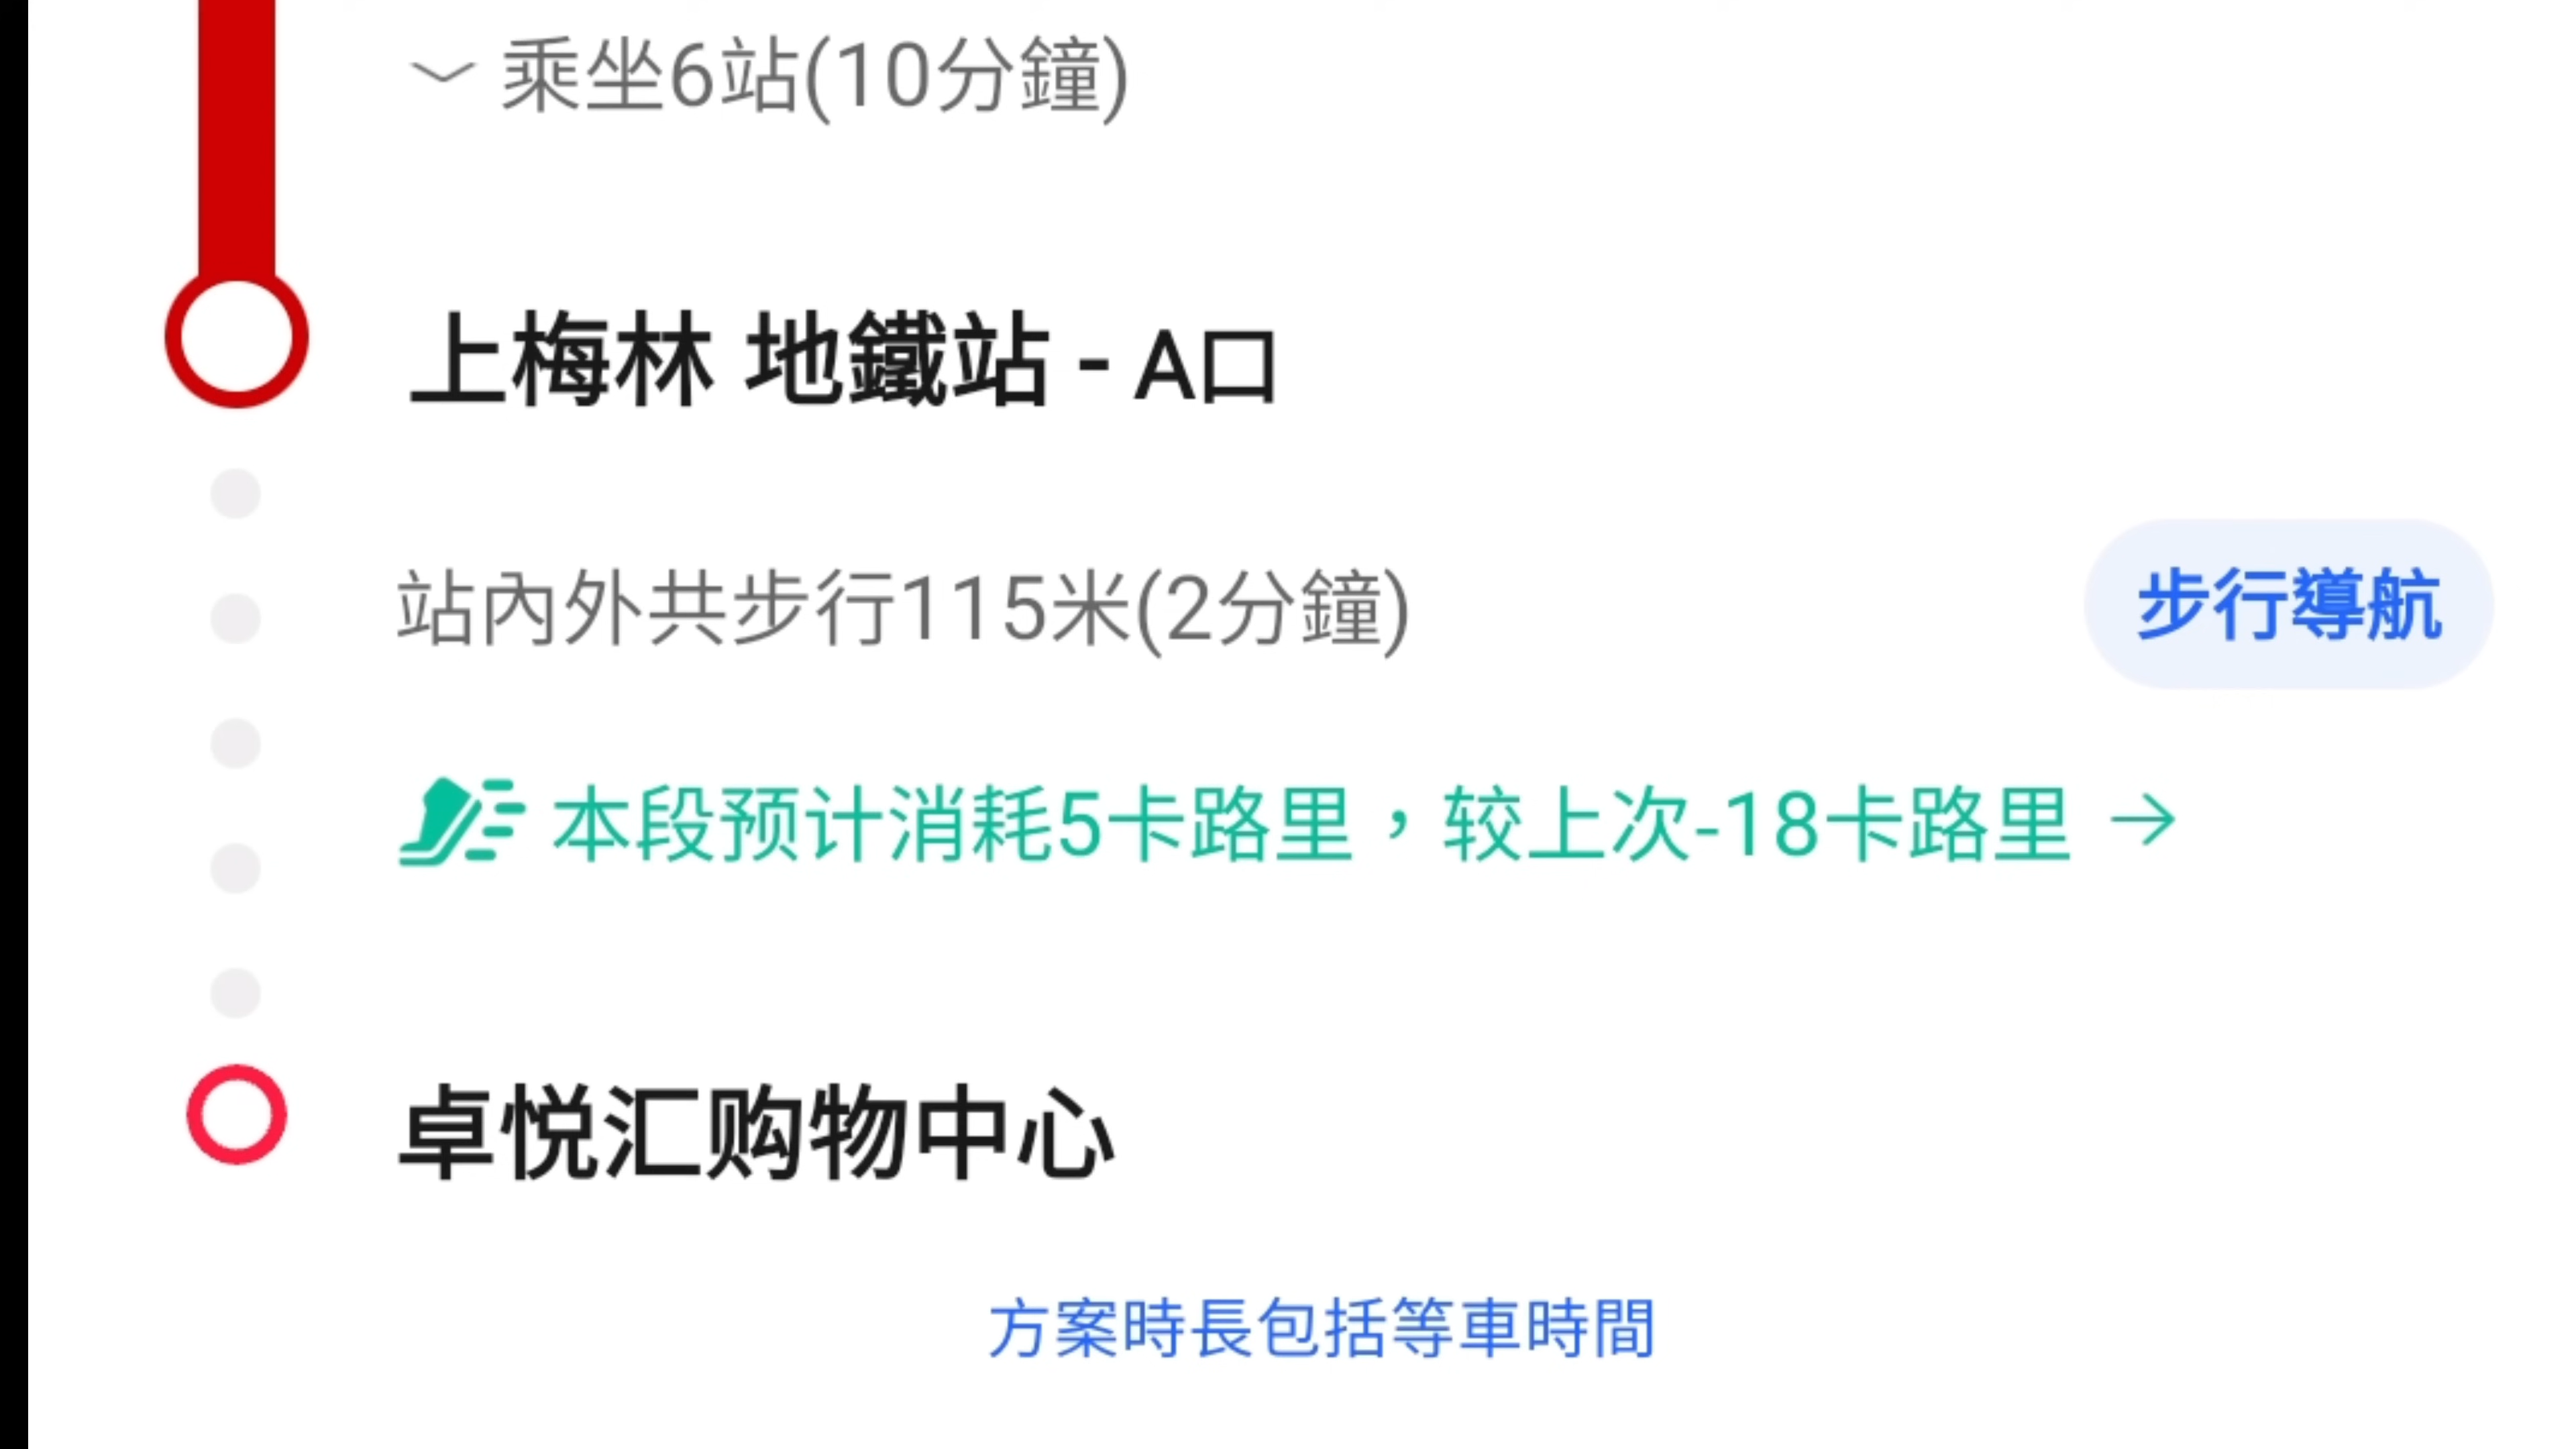 乘坐6站(10分鐘)
上梅林 地鐵站 - A口
站內外共步行115米(2分鐘)
步行導航
本段预计消耗5卡路里，较上次-18卡路里 →
卓悦汇购物中心
方案時長包括等車時間